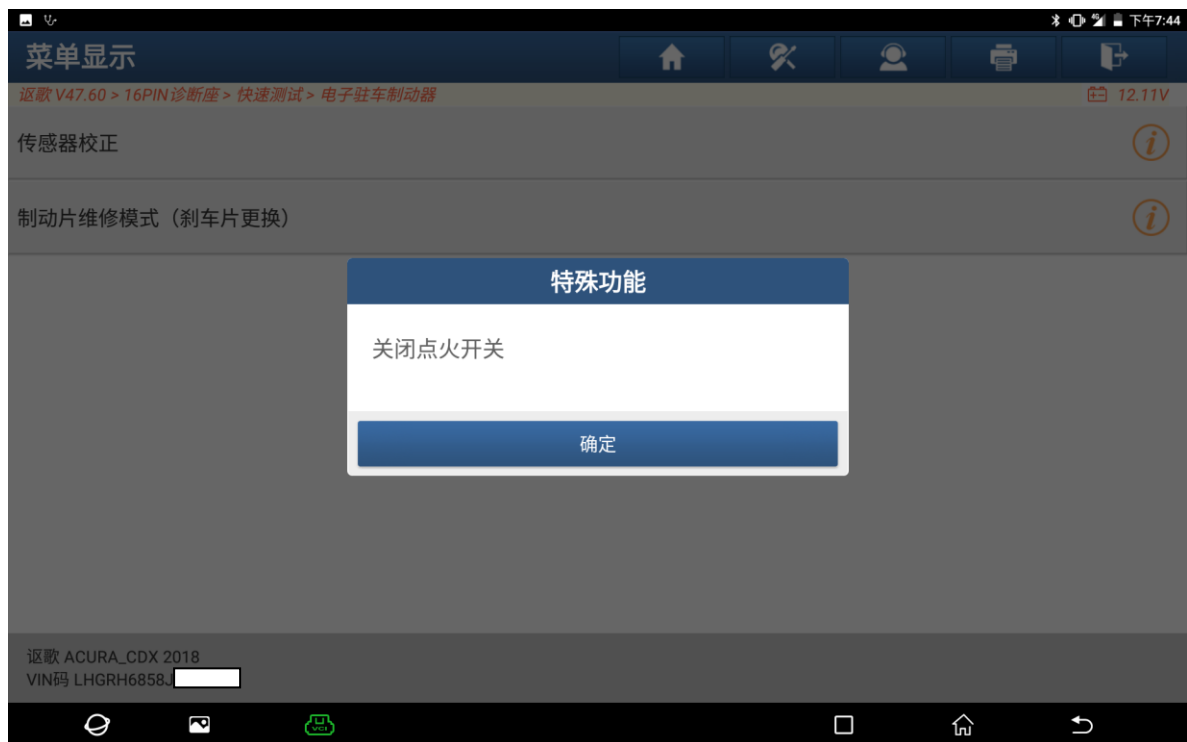 下午7:44
菜单显示
讴歌 V47.60 > 16PIN诊断座 > 快速测试 > 电子驻车制动器
12.11V
传感器校正
制动片维修模式（刹车片更换）
特殊功能
关闭点火开关
确定
讴歌 ACURA_CDX 2018
VIN码 LHGRH6858J
VCI